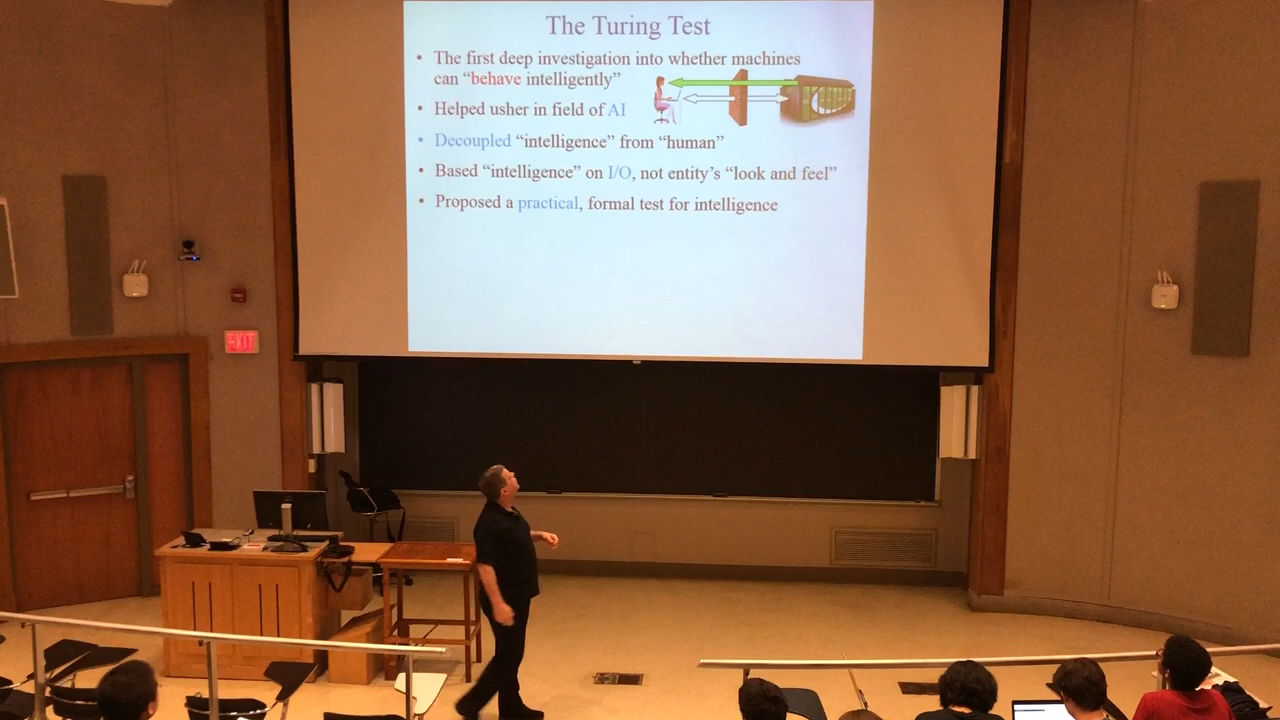 The Turing Test
• The first deep investigation into whether machines
can “behave intelligently”
• Helped usher in field of AI
• Decoupled “intelligence” from “human”
• Based “intelligence” on I/O, not entity’s “look and feel”
• Proposed a practical, formal test for intelligence
EXIT